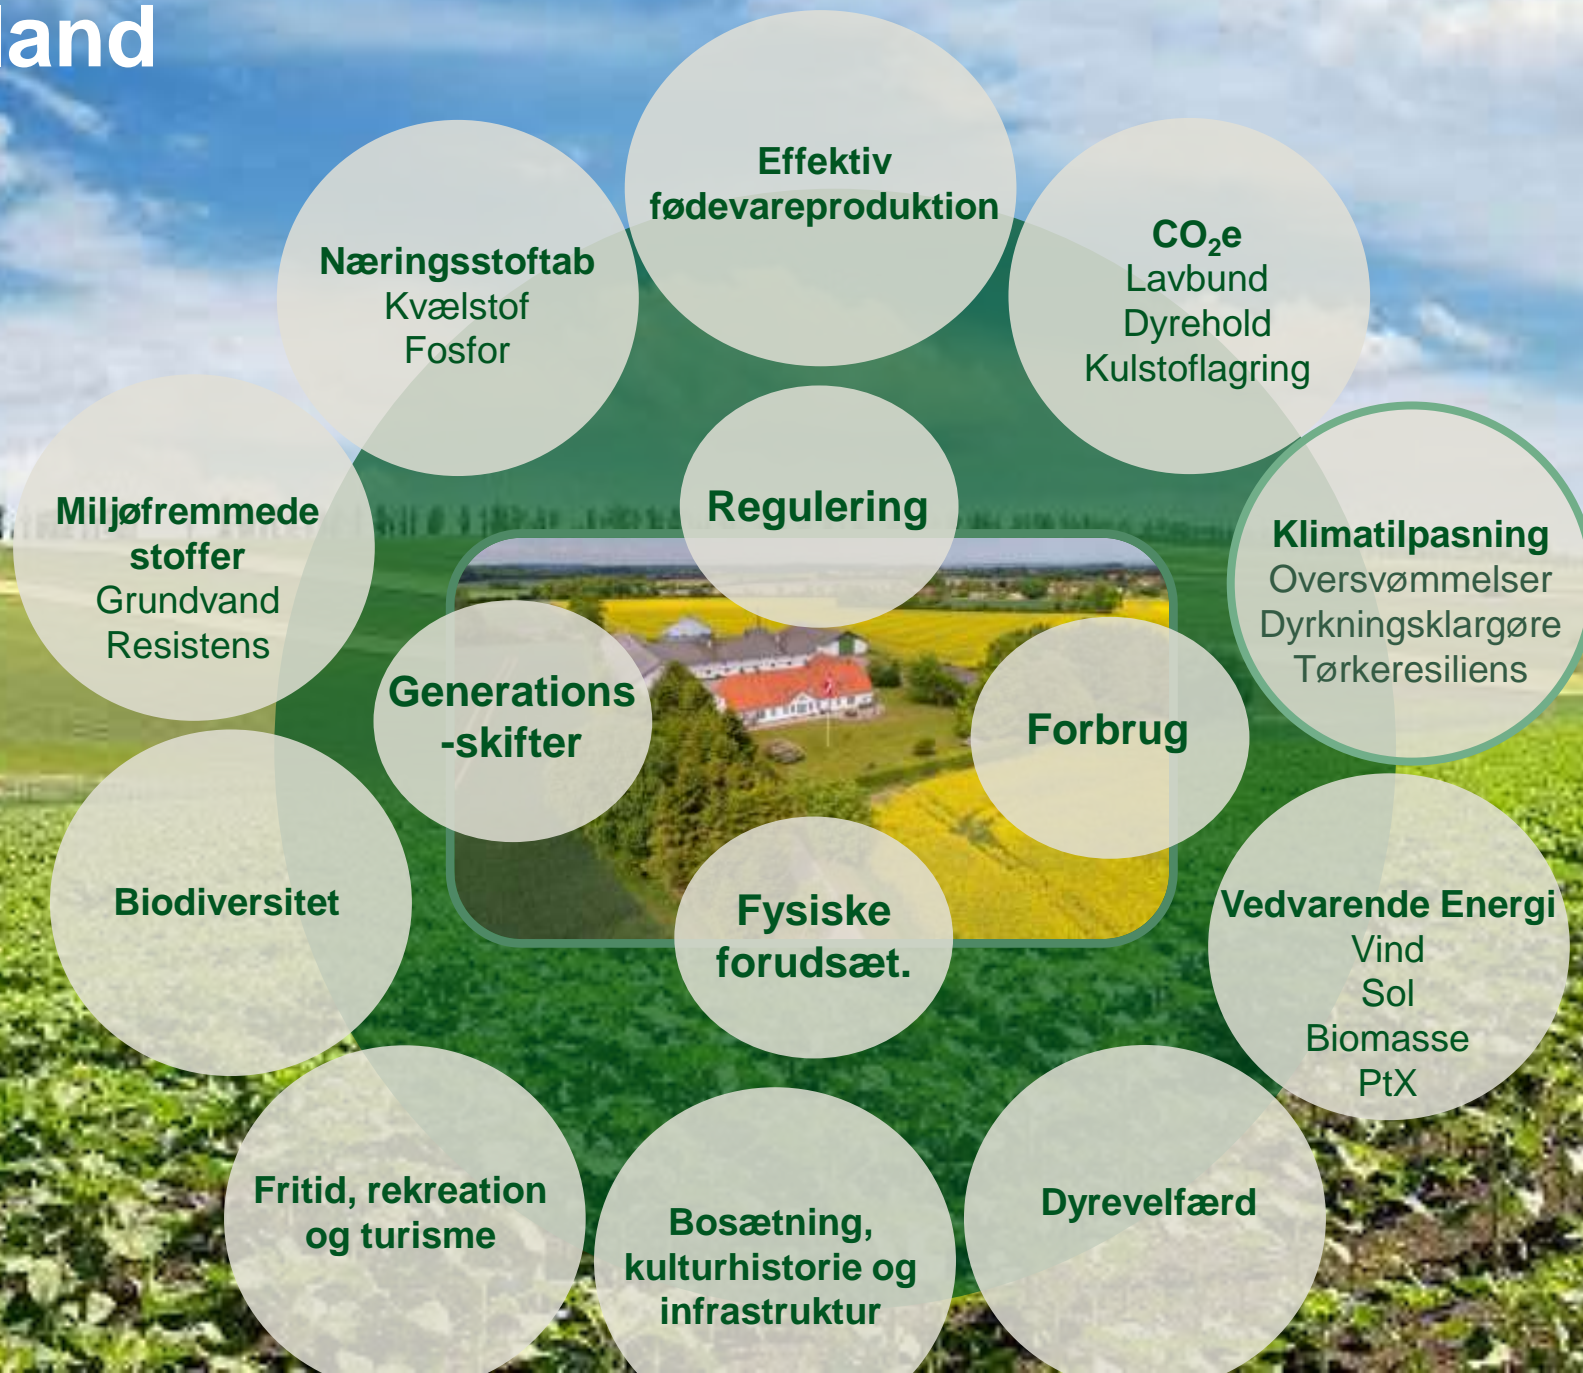 land
Effektiv
fødevareproduktion
CO₂e
Lavbund
Dyrehold
Kulstoflagring
Næringsstoftab
Kvælstof
Fosfor
Regulering
Miljøfremmede
stoffer
Grundvand
Resistens
Klimatilpasning
Oversvømmelser
Dyrkningsklargøre
Tørkeresiliens
Generations
-skifter
Forbrug
Biodiversitet
Fysiske
forudsæt.
Vedvarende Energi
Vind
Sol
Biomasse
PtX
Fritid, rekreation
og turisme
Bosætning,
kulturhistorie og
infrastruktur
Dyrevelfærd